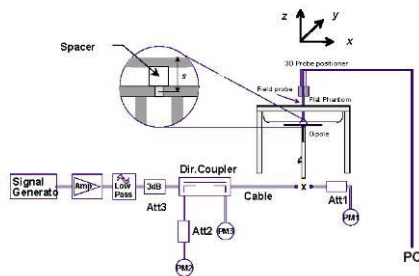 z
y
x
Spacer
s
3D Probe positioner
Field probe
Flat Phantom
Dipole
Signal
Generato
Amp.
Low
Pass
3dB
Att3
Dir.Coupler
Cable
x
Att1
PM1
Att2
PM3
PM2
PC